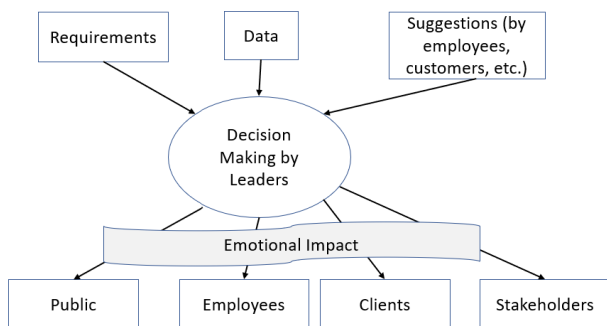 Requirements
Data
Suggestions (by
employees,
customers, etc.)
Decision
Making by
Leaders
Emotional Impact
Public
Employees
Clients
Stakeholders